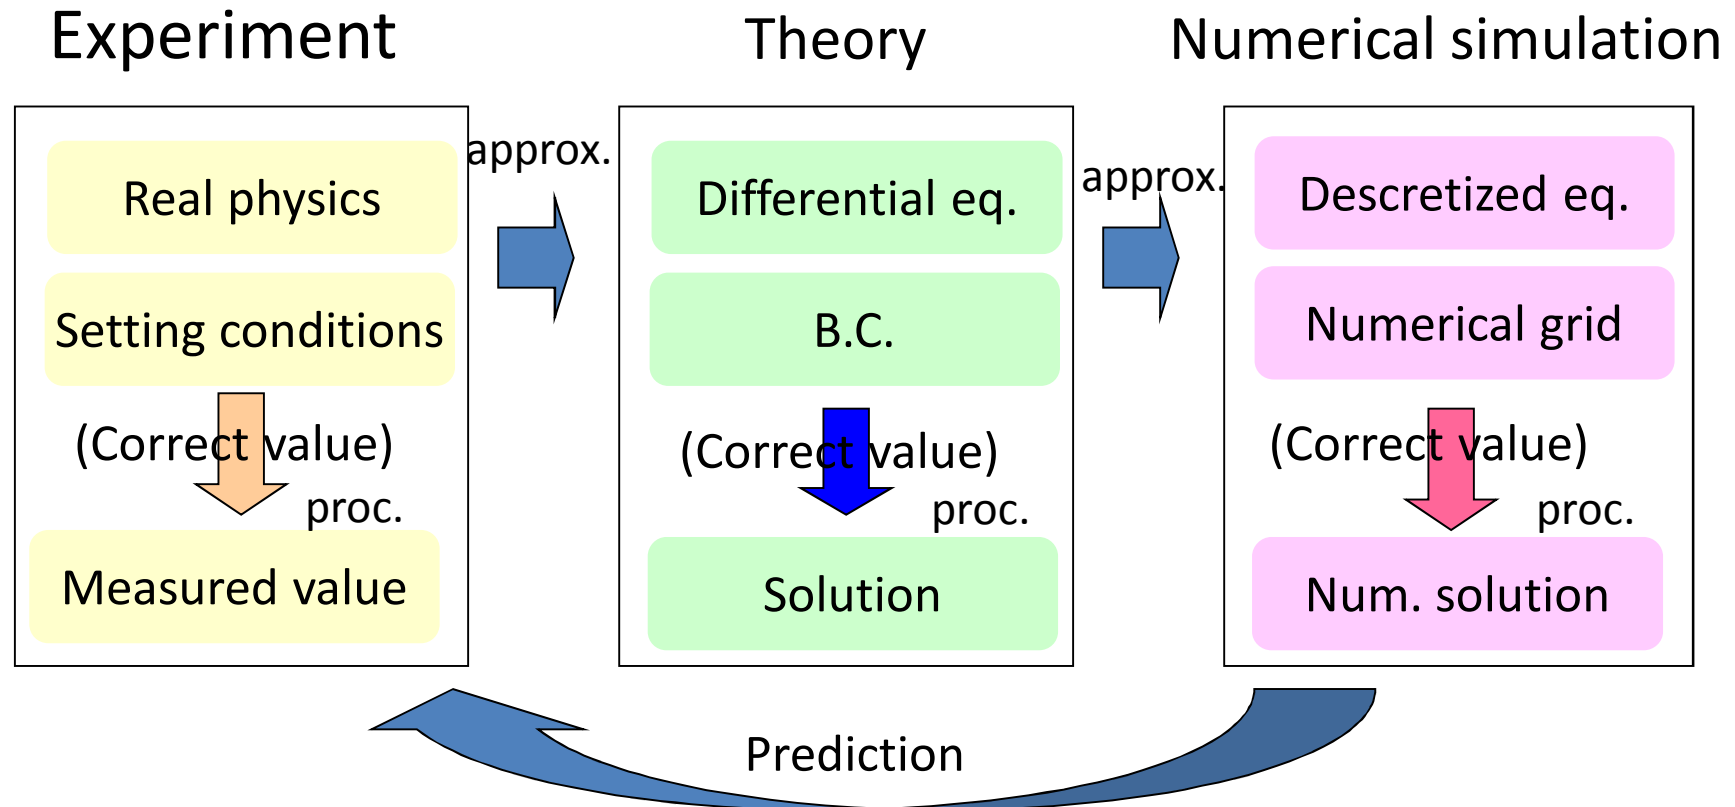 Experiment
Real physics
Setting conditions
(Correct value)
proc.
Measured value
approx.
Theory
Differential eq.
B.C.
(Correct value)
proc.
Solution
approx.
Numerical simulation
Descretized eq.
Numerical grid
(Correct value)
proc.
Num. solution
Prediction